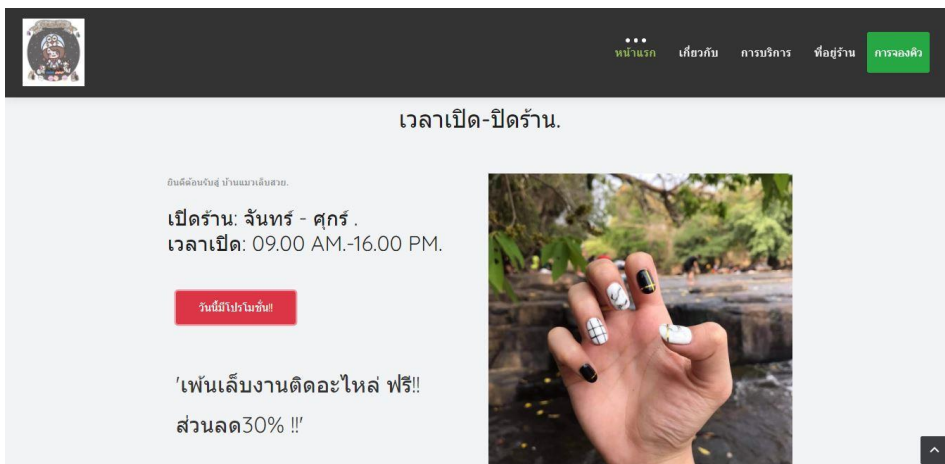 หน้าแรก เกี่ยวกับ การบริการ ที่อยู่ร้าน การจองคิว
เวลาเปิด-ปิดร้าน.
ยินดีต้อนรับสู่ บ้านแมวเล็บสวย.
เปิดร้าน: จันทร์ - ศุกร์ .
เวลาเปิด: 09.00 AM.-16.00 PM.
วันนี้มีโปรโมชั่น!!
'เพ้นเล็บงานติดอะไหล่ ฟรี!!
ส่วนลด30% !!'